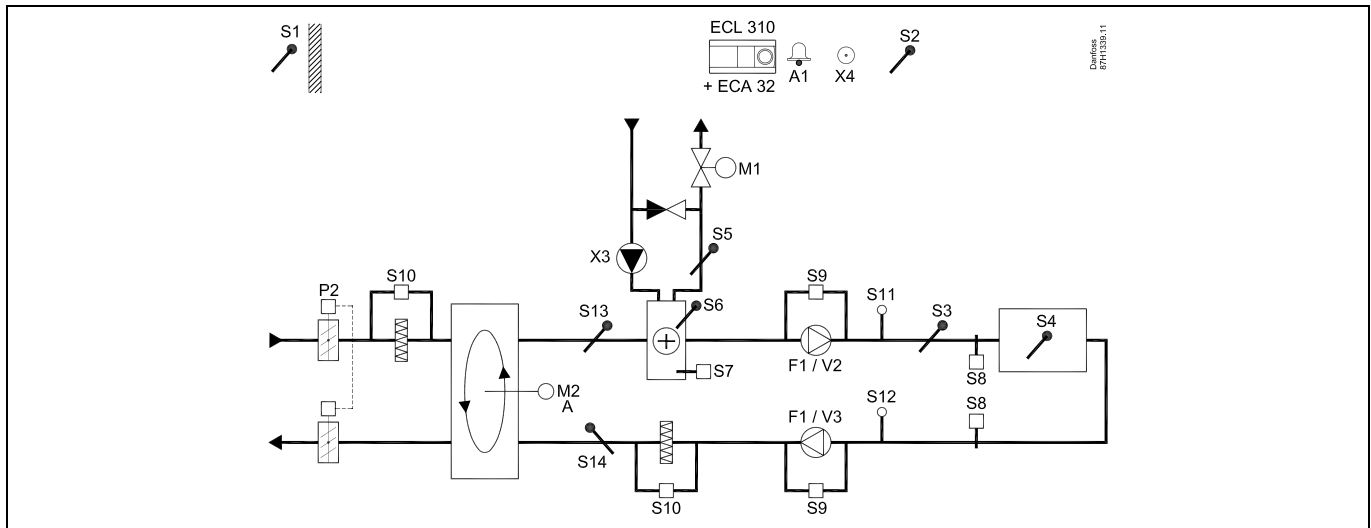 S1
ECL 310
+ ECA 32
A1
X4
S2
Danfoss
87H1339.11
M1
X3
S5
P2
S10
S13
S6
S9
S11
S3
S4
F1 / V2
S7
S8
M2
A
S14
F1 / V3
S12
S8
S10
S9